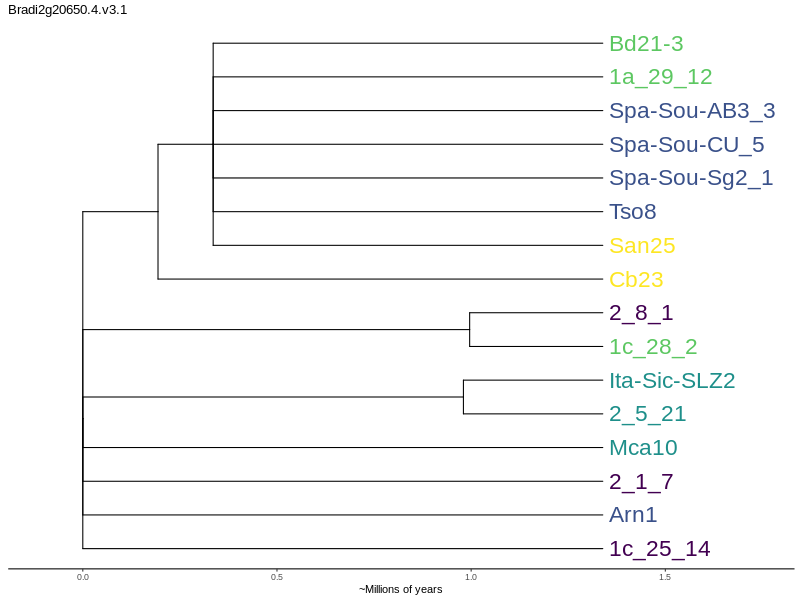 Bradi2g20650.4.v3.1
Bd21-3
1a_29_12
Spa-Sou-AB3_3
Spa-Sou-CU_5
Spa-Sou-Sg2_1
Tso8
San25
Cb23
2_8_1
1c_28_2
Ita-Sic-SLZ2
2_5_21
Mca10
2_1_7
Arn1
1c_25_14
0.0 0.5 1.0 1.5
~Millions of years